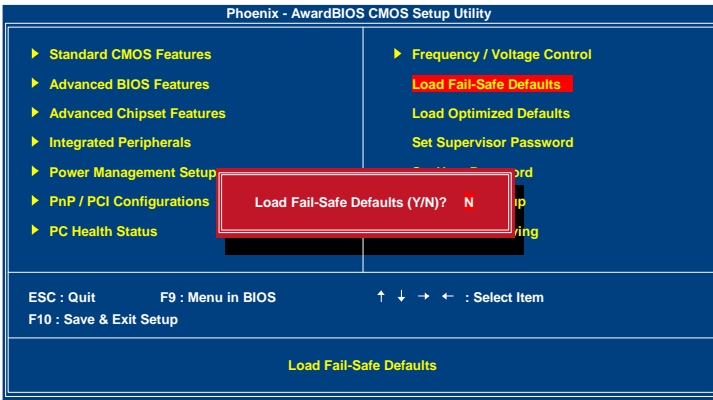 Phoenix - AwardBIOS CMOS Setup Utility
Standard CMOS Features
Advanced BIOS Features
Advanced Chipset Features
Integrated Peripherals
Power Management Setup
PnP / PCI Configurations
PC Health Status
Frequency / Voltage Control
Load Fail-Safe Defaults
Load Optimized Defaults
Set Supervisor Password
Load Fail-Safe Defaults (Y/N)? N
ESC : Quit F9 : Menu in BIOS ↑ ↓ → ← : Select Item
F10 : Save & Exit Setup
Load Fail-Safe Defaults